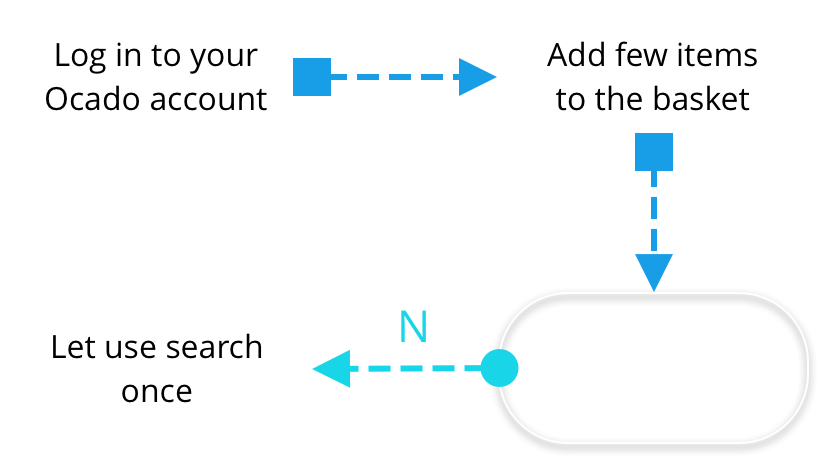 Log in to your
Ocado account
Add few items
to the basket
N
Let use search
once